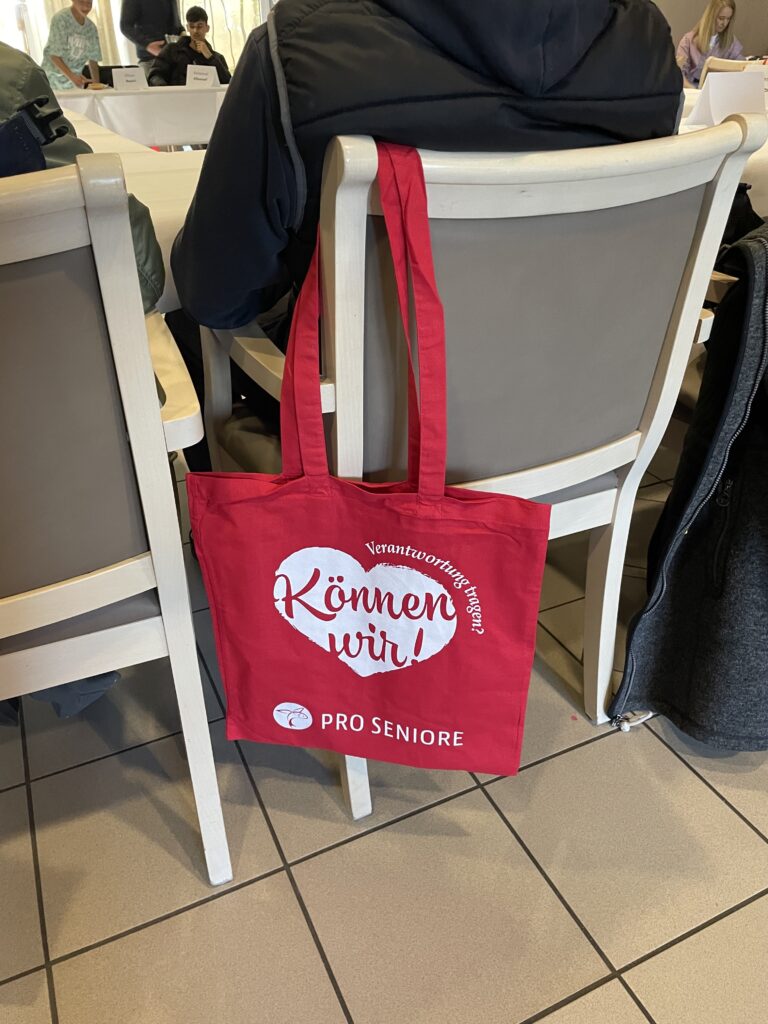 Verantwortung tragen?
Können
wir!
PRO SENIORE